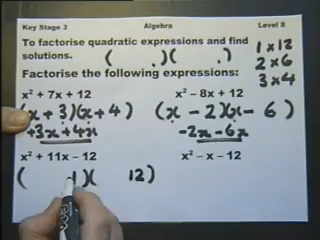 Key Stage 3 Algebra Level 8
To factorise quadratic expressions and find
solutions. ( . )( . )
1 x 12
2 x 6
3 x 4
Factorise the following expressions:
x² + 7x + 12 x² - 8x + 12
(x + 3)(x + 4) (x - 2)(x - 6)
+3x+4x -2x-6x
x² + 11x - 12 x² - x - 12
( 1)( 12)